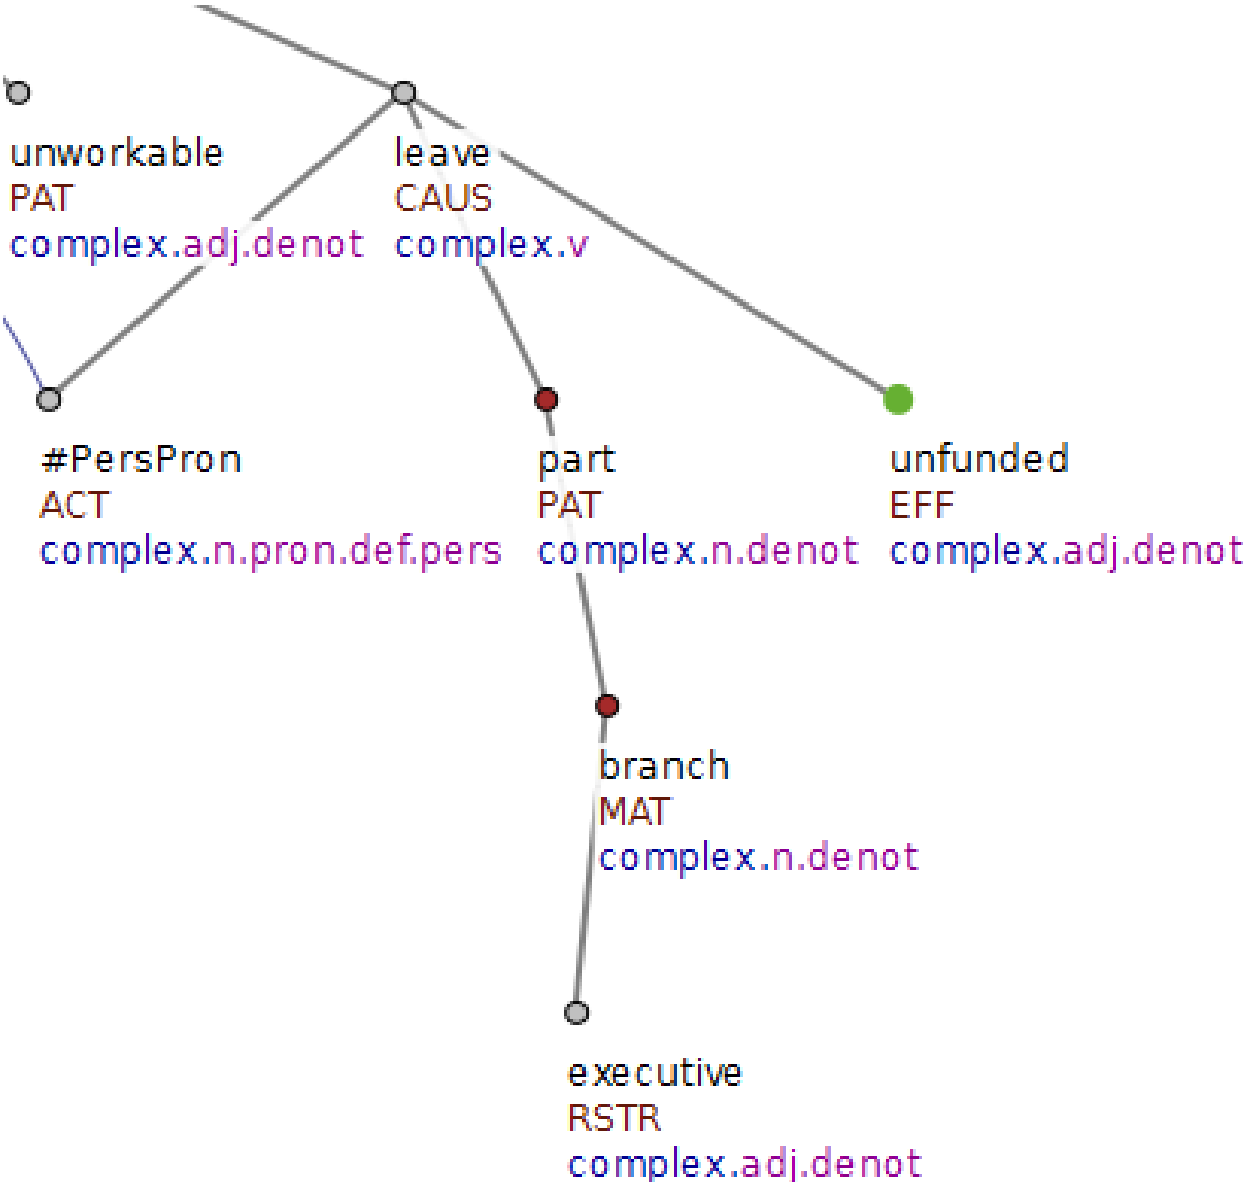 unworkable
PAT
complex.adj.denot
leave
CAUS
complex.v
#PersPron
ACT
complex.n.pron.def.pers
part
PAT
complex.n.denot
unfunded
EFF
complex.adj.denot
branch
MAT
complex.n.denot
executive
RSTR
complex.adj.denot